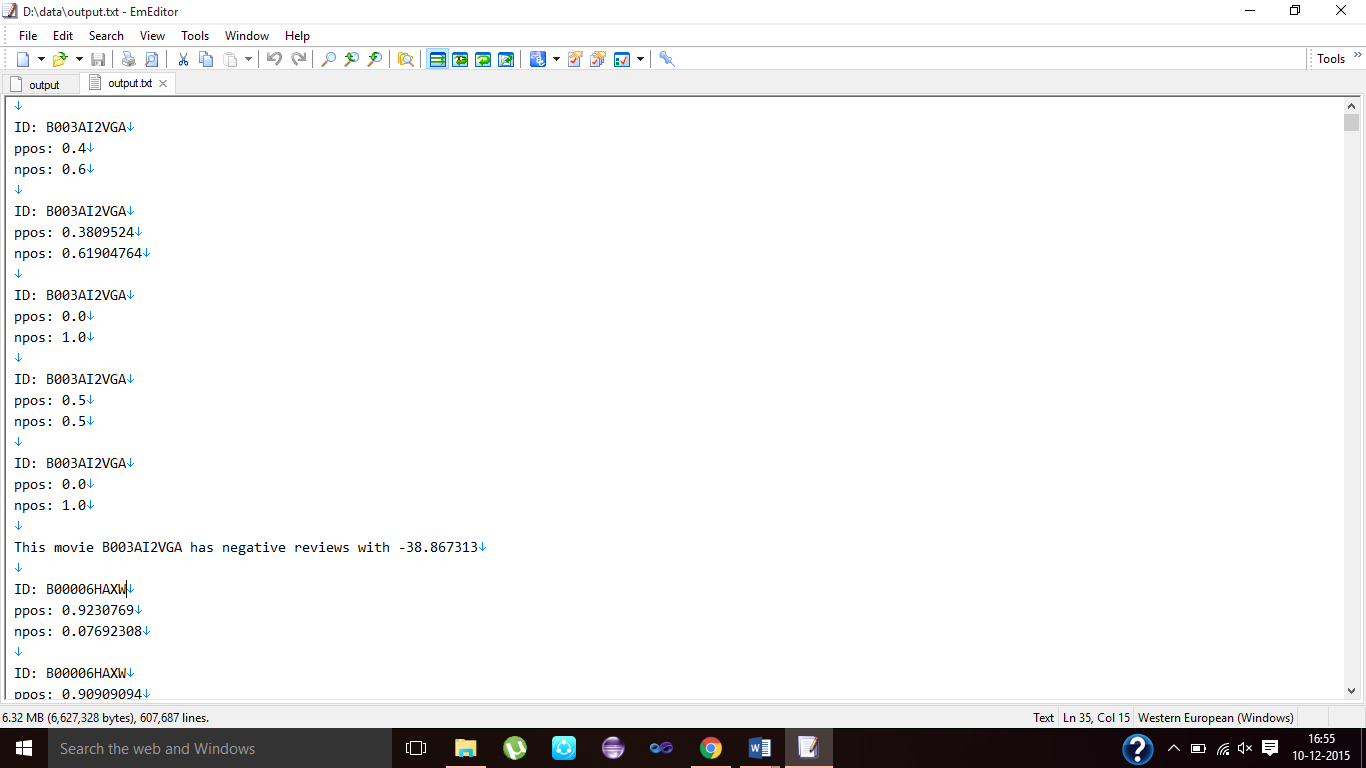 D:\data\output.txt - EmEditor
File Edit Search View Tools Window Help
Tools
output output.txt
ID: B003AI2VGA
ppos: 0.4
npos: 0.6
ID: B003AI2VGA
ppos: 0.3809524
npos: 0.61904764
ID: B003AI2VGA
ppos: 0.0
npos: 1.0
ID: B003AI2VGA
ppos: 0.5
npos: 0.5
ID: B003AI2VGA
ppos: 0.0
npos: 1.0
This movie B003AI2VGA has negative reviews with -38.867313
ID: B00006HAXW
ppos: 0.9230769
npos: 0.07692308
ID: B00006HAXW
ppos: 0.90909094
6.32 MB (6,627,328 bytes), 607,687 lines. Text Ln 35, Col 15 Western European (Windows)
Search the web and Windows
16:55
10-12-2015